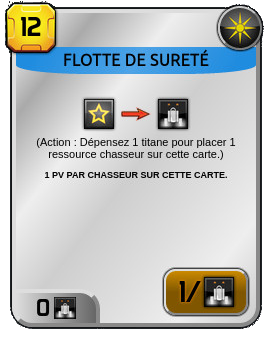 12
FLOTTE DE SURETÉ
(Action : Dépensez 1 titane pour placer 1
ressource chasseur sur cette carte.)
1 PV PAR CHASSEUR SUR CETTE CARTE.
1/
0